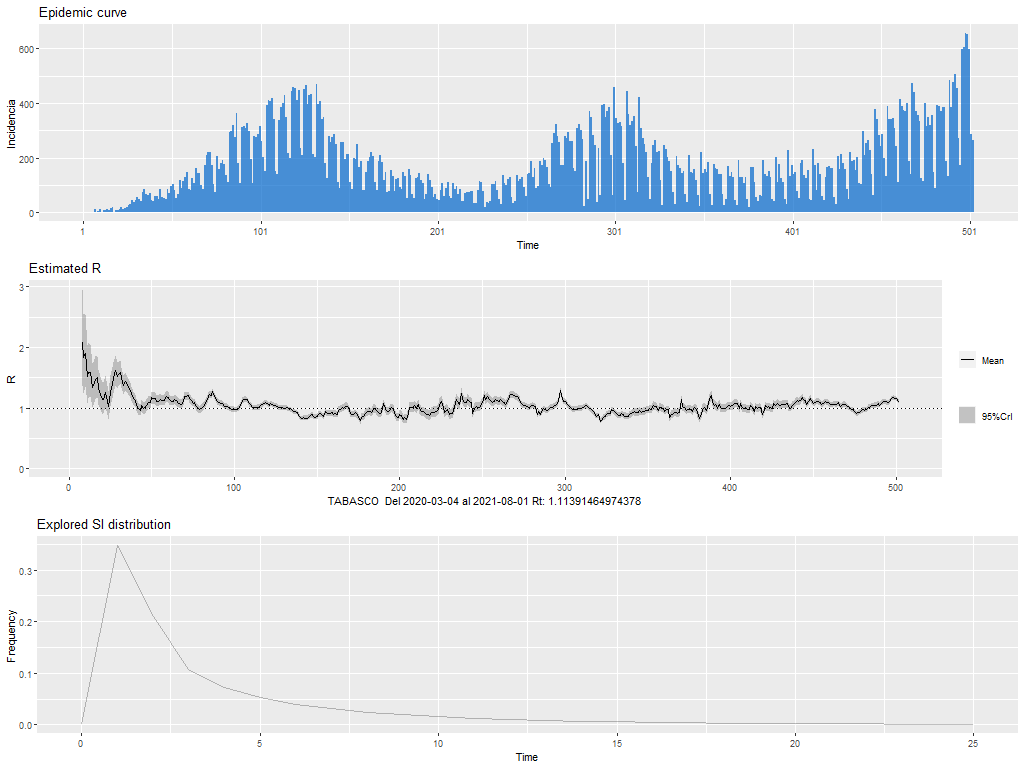 Epidemic curve
600
400
200
0
Incidencia
1 101 201 301 401 501
Time
Estimated R
3
2
1
0
R
Mean
95%CrI
0 100 200 300 400 500
TABASCO Del 2020-03-04 al 2021-08-01 Rt: 1.11391464974378
Explored SI distribution
0.3
0.2
0.1
0.0
Frequency
0 5 10 15 20 25
Time